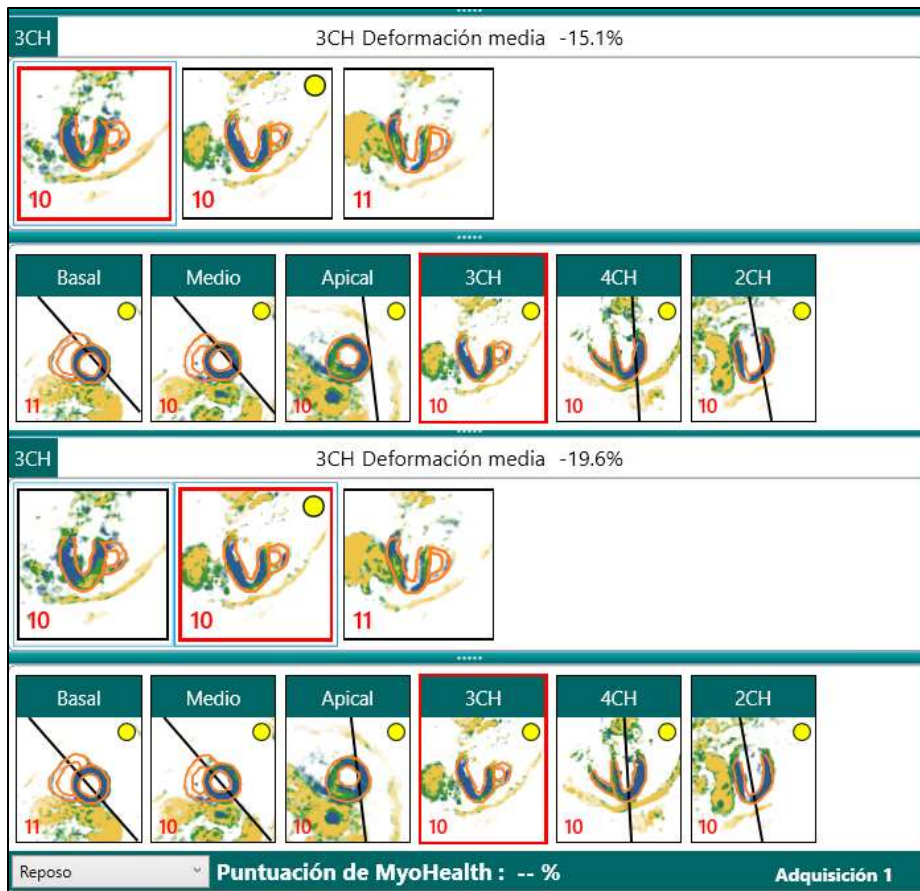 3CH 3CH Deformación media -15.1%
10 10 11
Basal Medio Apical 3CH 4CH 2CH
11 10 10 10 10 10
3CH 3CH Deformación media -19.6%
10 10 11
Basal Medio Apical 3CH 4CH 2CH
11 10 10 10 10 10
Reposo Puntuación de MyoHealth : -- % Adquisición 1